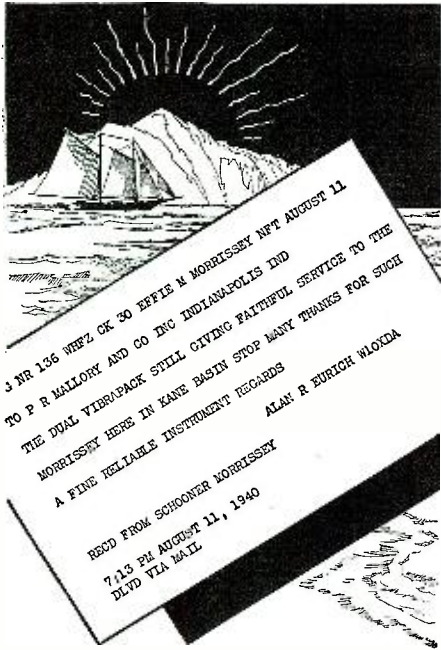 NR 136 WHFZ CK 30 EFFIE M MORRISSEY NFT AUGUST 11
TO P R MALLORY AND CO INC INDIANAPOLIS IND
THE DUAL VIBRAPACK STILL GIVING FAITHFUL SERVICE TO THE
MORRISSEY HERE IN KANE BASIN STOP MANY THANKS FOR SUCH
A FINE RELIABLE INSTRUMENT REGARDS
ALAN R EURICH W1OXDA
RECD FROM SCHOONER MORRISSEY
7:13 PM AUGUST 11, 1940
DLVD VIA MAIL